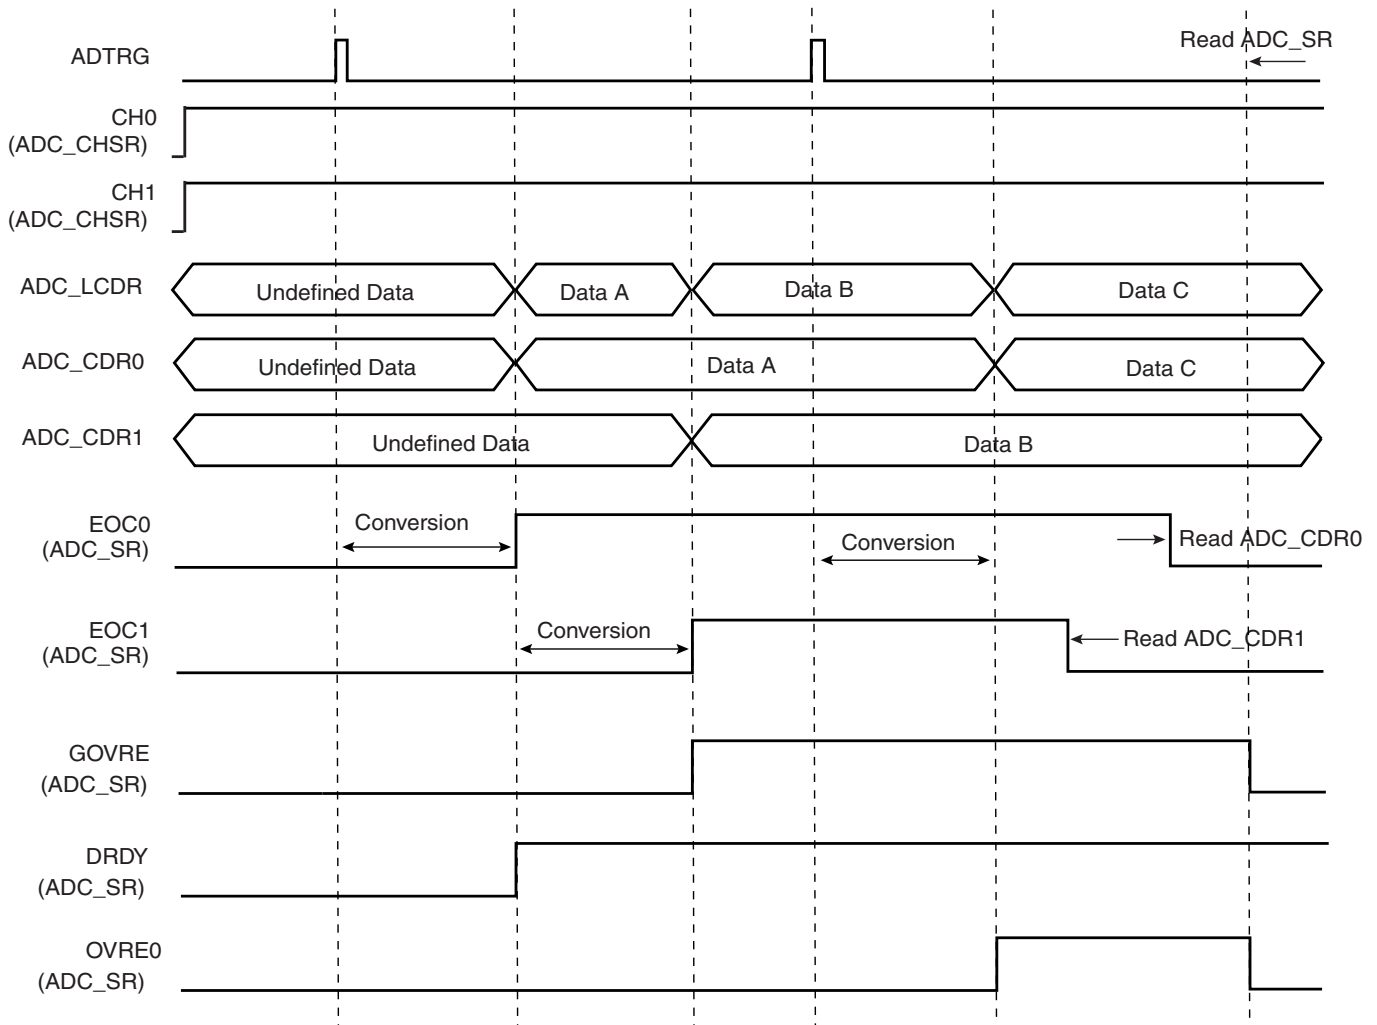 Read ADC_SR
ADTRG
CH0
(ADC_CHSR)
CH1
(ADC_CHSR)
ADC_LCDR
Undefined Data
Data A
Data B
Data C
ADC_CDR0
Undefined Data
Data A
Data C
ADC_CDR1
Undefined Data
Data B
EOC0
(ADC_SR)
Conversion
Conversion
Read ADC_CDR0
EOC1
(ADC_SR)
Conversion
Read ADC_CDR1
GOVRE
(ADC_SR)
DRDY
(ADC_SR)
OVRE0
(ADC_SR)